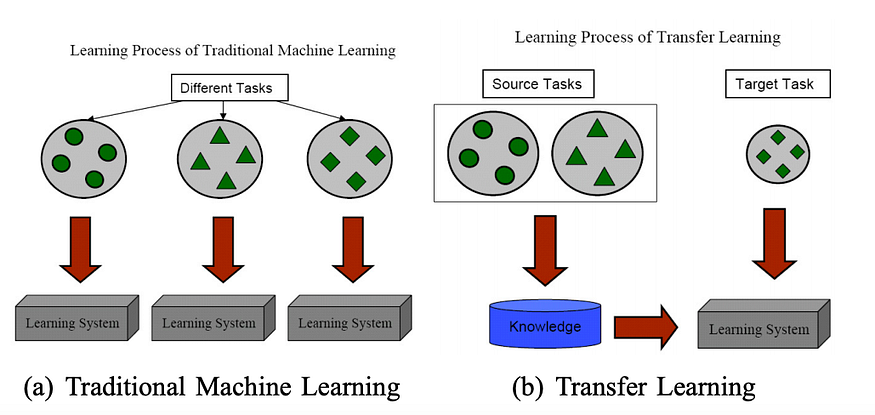 Learning Process of Traditional Machine Learning
Different Tasks
Learning System
Learning System
Learning System
(a) Traditional Machine Learning
Learning Process of Transfer Learning
Source Tasks
Target Task
Knowledge
Learning System
(b) Transfer Learning